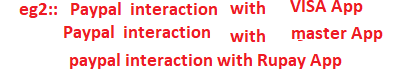 eg2:: Paypal interaction with VISA App
Paypal interaction with master App
paypal interaction with Rupay App